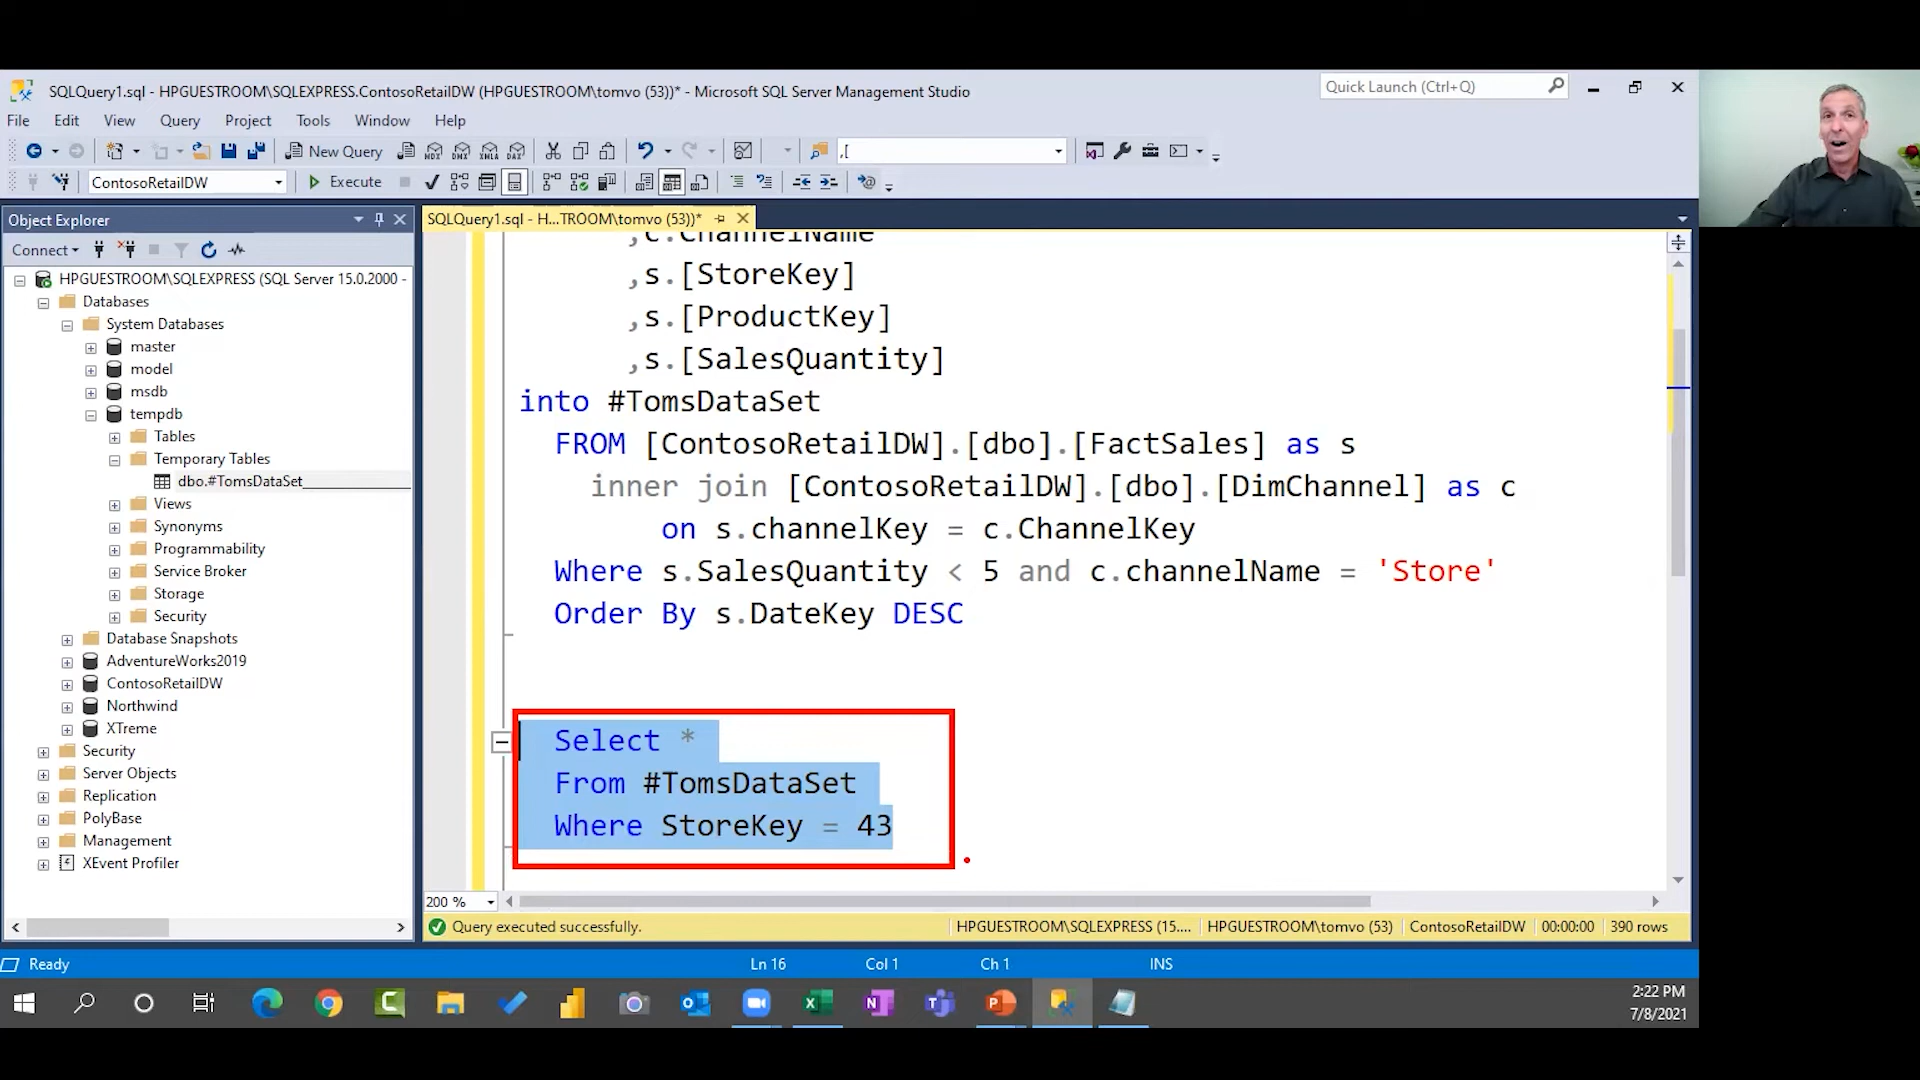 SQLQuery1.sql - HPGUESTROOM\SQLEXPRESS.ContosoRetailDW (HPGUESTROOM\tomvo (53))* - Microsoft SQL Server Management Studio
Quick Launch (Ctrl+Q)
File Edit View Query Project Tools Window Help
New Query
MDX DMX XMLA DAX
,[
ContosoRetailDW
Execute
Object Explorer
SQLQuery1.sql - H...TROOM\tomvo (53))*
Connect
HPGUESTROOM\SQLEXPRESS (SQL Server 15.0.2000 -
Databases
System Databases
master
model
msdb
tempdb
Tables
Temporary Tables
dbo.#TomsDataSet____________
Views
Synonyms
Programmability
Service Broker
Storage
Security
Database Snapshots
AdventureWorks2019
ContosoRetailDW
Northwind
XTreme
Security
Server Objects
Replication
PolyBase
Management
XEvent Profiler
,c.ChannelName
,s.[StoreKey]
,s.[ProductKey]
,s.[SalesQuantity]
into #TomsDataSet
FROM [ContosoRetailDW].[dbo].[FactSales] as s
inner join [ContosoRetailDW].[dbo].[DimChannel] as c
on s.channelKey = c.ChannelKey
Where s.SalesQuantity < 5 and c.channelName = 'Store'
Order By s.DateKey DESC
Select *
From #TomsDataSet
Where StoreKey = 43
200 %
Query executed successfully.
HPGUESTROOM\SQLEXPRESS (15.... HPGUESTROOM\tomvo (53) ContosoRetailDW 00:00:00 390 rows
Ready
Ln 16 Col 1 Ch 1 INS
2:22 PM
7/8/2021